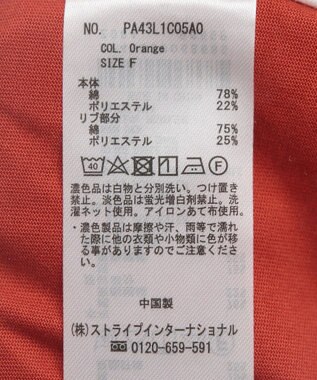 NO. PA43L1C05A0
COL. Orange
SIZE F
本体
綿 78%
ポリエステル 22%
リブ部分
綿 75%
ポリエステル 25%
40 F
濃色品は白物と分別洗い。つけ置き
禁止。淡色品は蛍光増白剤禁止。洗
濯ネット使用。アイロンあて布使用。
・濃色製品は摩擦や汗、雨等で濡れ
た際に他の衣類や小物類に色が移
る事がありますのでご注意くださ
い。
中国製
(株)ストライプインターナショナル
0120-659-591